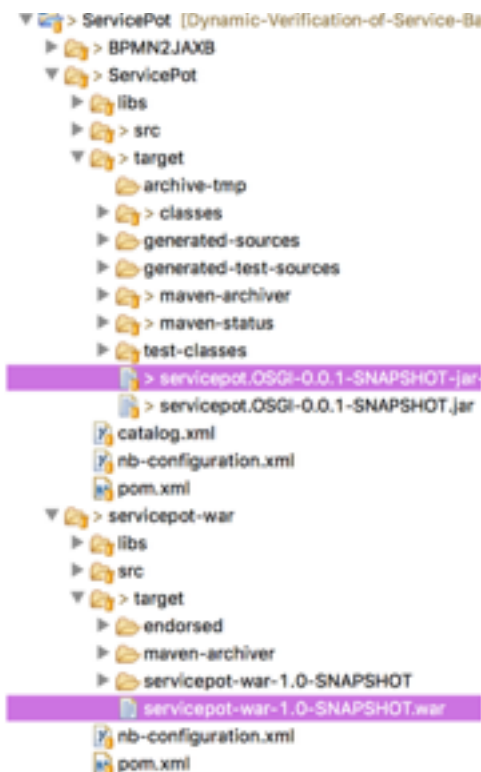 > ServicePot [Dynamic-Verification-of-Service-Ba
> BPMN2JAXB
> ServicePot
libs
> src
> target
archive-tmp
> classes
generated-sources
generated-test-sources
> maven-archiver
> maven-status
test-classes
> servicepot.OSGI-0.0.1-SNAPSHOT-jar-
> servicepot.OSGI-0.0.1-SNAPSHOT.jar
catalog.xml
nb-configuration.xml
pom.xml
> servicepot-war
libs
src
> target
endorsed
maven-archiver
servicepot-war-1.0-SNAPSHOT
servicepot-war-1.0-SNAPSHOT.war
nb-configuration.xml
pom.xml